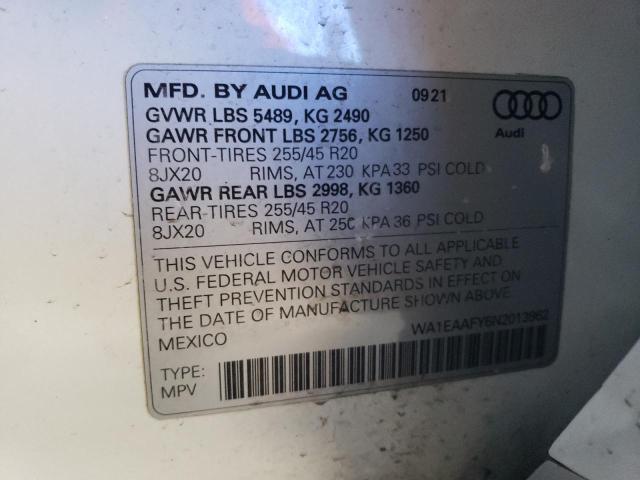 MFD. BY AUDI AG 09 21
GVWR LBS 5489, KG 2490
GAWR FRONT LBS 2756, KG 1250
FRONT-TIRES 255/45 R20
8JX20 RIMS, AT 230 KPA 33 PSI COLD
GAWR REAR LBS 2998, KG 1360
REAR-TIRES 255/45 R20
8JX20 RIMS, AT 250 KPA 36 PSI COLD
Audi
THIS VEHICLE CONFORMS TO ALL APPLICABLE
U.S. FEDERAL MOTOR VEHICLE SAFETY AND
THEFT PREVENTION STANDARDS IN EFFECT ON
THE DATE OF MANUFACTURE SHOWN ABOVE.
MEXICO
WA1EAAFY6N2013962
TYPE:
MPV